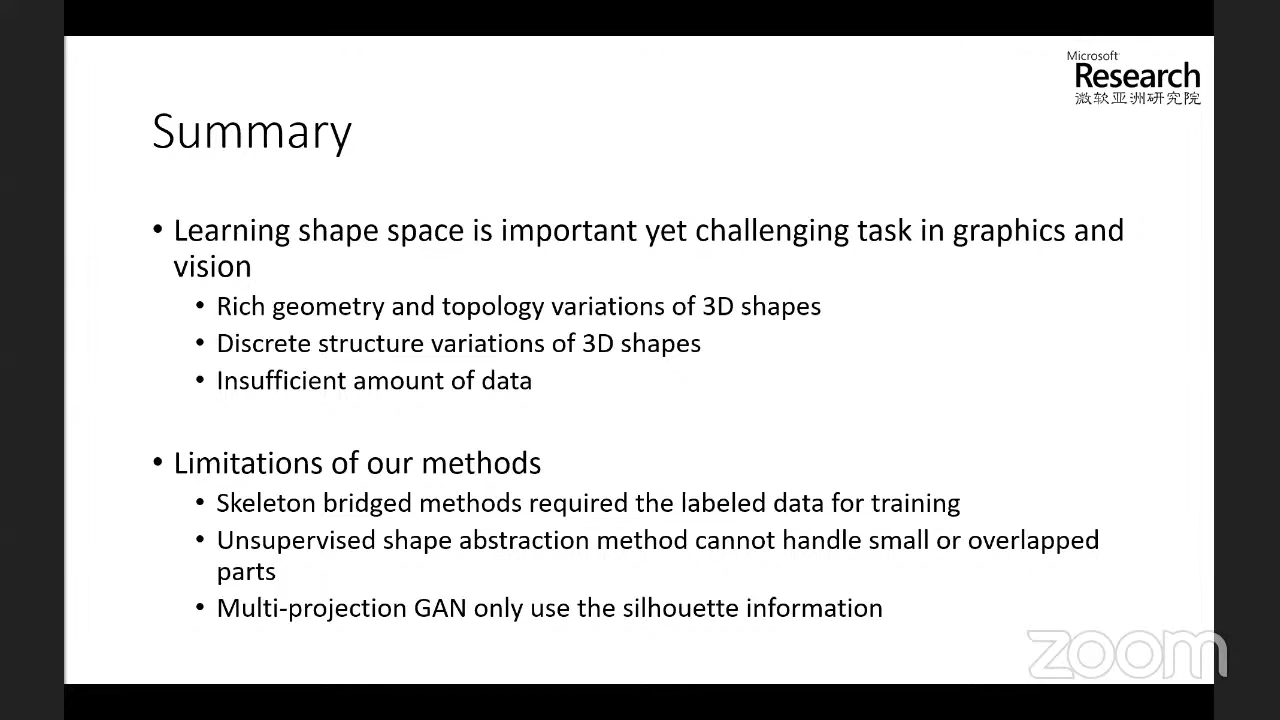 Microsoft
Research
微软亚洲研究院
Summary
• Learning shape space is important yet challenging task in graphics and
vision
• Rich geometry and topology variations of 3D shapes
• Discrete structure variations of 3D shapes
• Insufficient amount of data
• Limitations of our methods
• Skeleton bridged methods required the labeled data for training
• Unsupervised shape abstraction method cannot handle small or overlapped
parts
• Multi-projection GAN only use the silhouette information
zoom